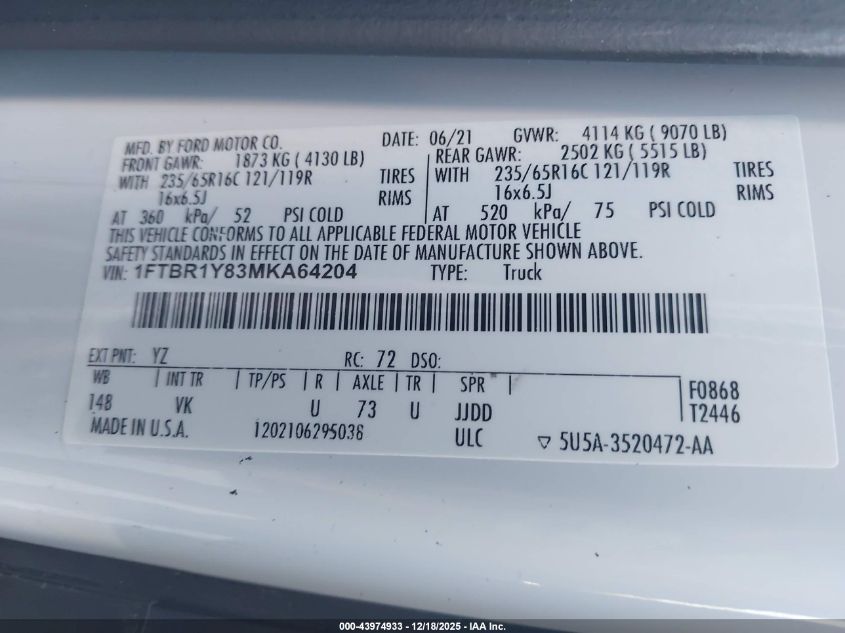 MFD. BY FORD MOTOR CO. DATE: 06/21 GVWR: 4114 KG ( 9070 LB)
FRONT GAWR: 1873 KG ( 4130 LB) REAR GAWR: 2502 KG ( 5515 LB)
WITH 235/65R16C 121/119R TIRES WITH 235/65R16C 121/119R TIRES
16x6.5J RIMS 16x6.5J RIMS
AT 360 kPa/ 52 PSI COLD AT 520 kPa/ 75 PSI COLD
THIS VEHICLE CONFORMS TO ALL APPLICABLE FEDERAL MOTOR VEHICLE
SAFETY STANDARDS IN EFFECT ON THE DATE OF MANUFACTURE SHOWN ABOVE.
VIN: 1FTBR1Y83MKA64204 TYPE: Truck
EXT PNT: YZ RC: 72 DSO:
WB INT TR TP/PS R AXLE TR SPR F0868
148 VK U 73 U JJDD T2446
MADE IN U.S.A. 1202106295038 ULC 5U5A-3520472-AA
000-43974933 / 12/18/2025 - IAA Inc.